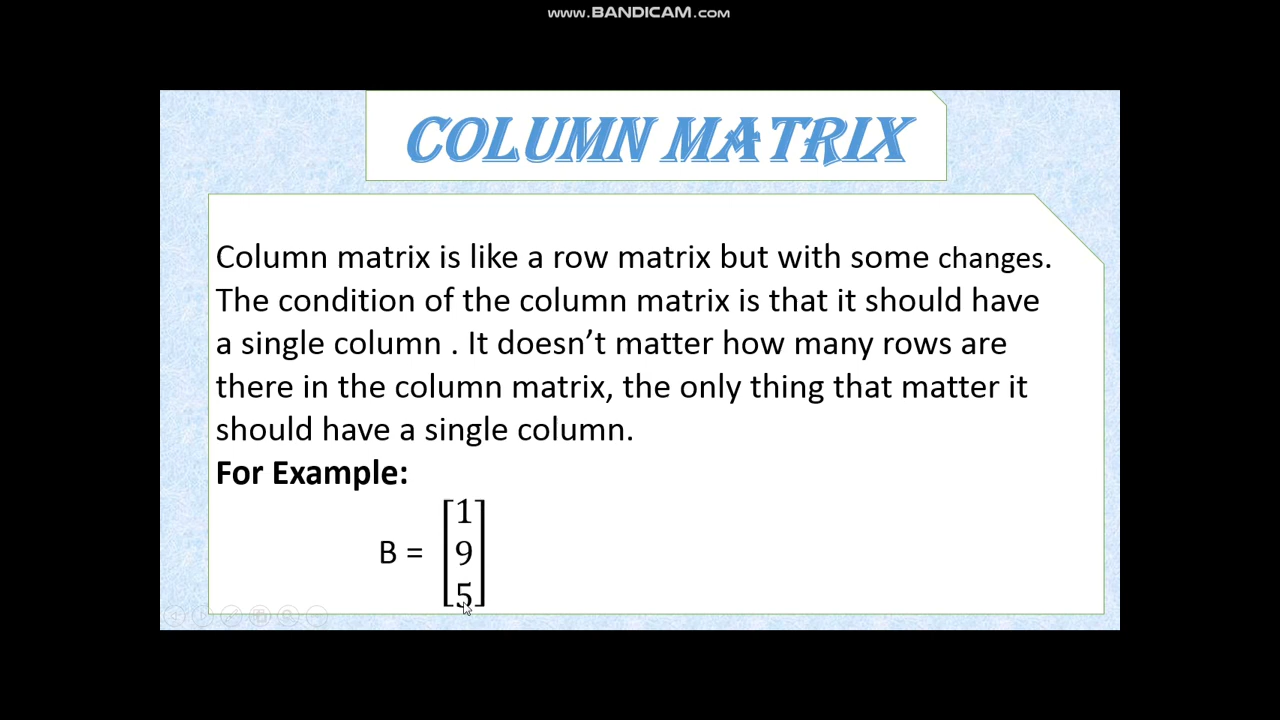 www.BANDICAM.com
COLUMN MATRIX
Column matrix is like a row matrix but with some changes.
The condition of the column matrix is that it should have
a single column . It doesn’t matter how many rows are
there in the column matrix, the only thing that matter it
should have a single column.
For Example:
1
B = 9
5